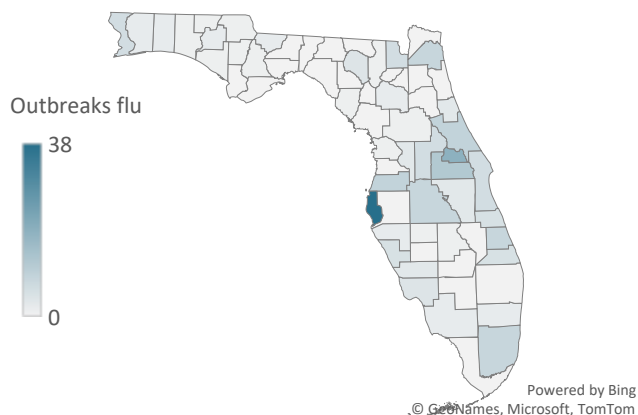 Outbreaks flu
38
0
Powered by Bing
© GeoNames, Microsoft, TomTom